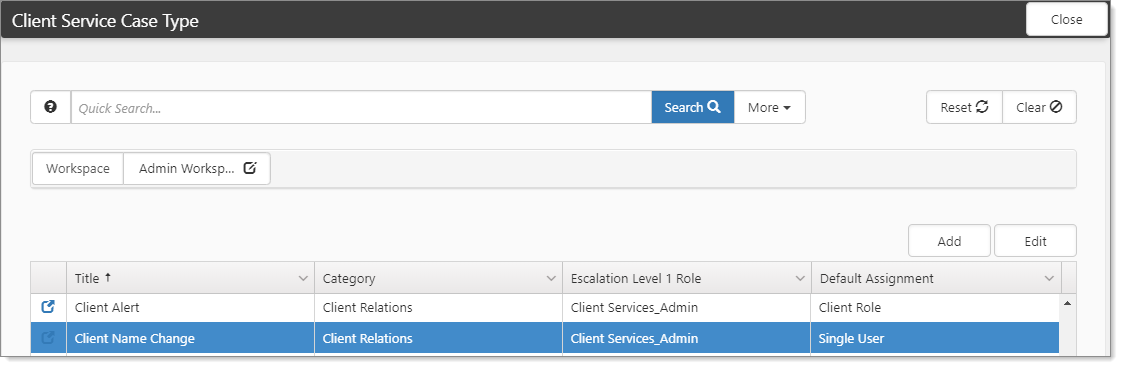 Client Service Case Type Close
Quick Search... Search More Reset Clear
Workspace Admin Worksp...
Add Edit
Title Category Escalation Level 1 Role Default Assignment
Client Alert Client Relations Client Services_Admin Client Role
Client Name Change Client Relations Client Services_Admin Single User